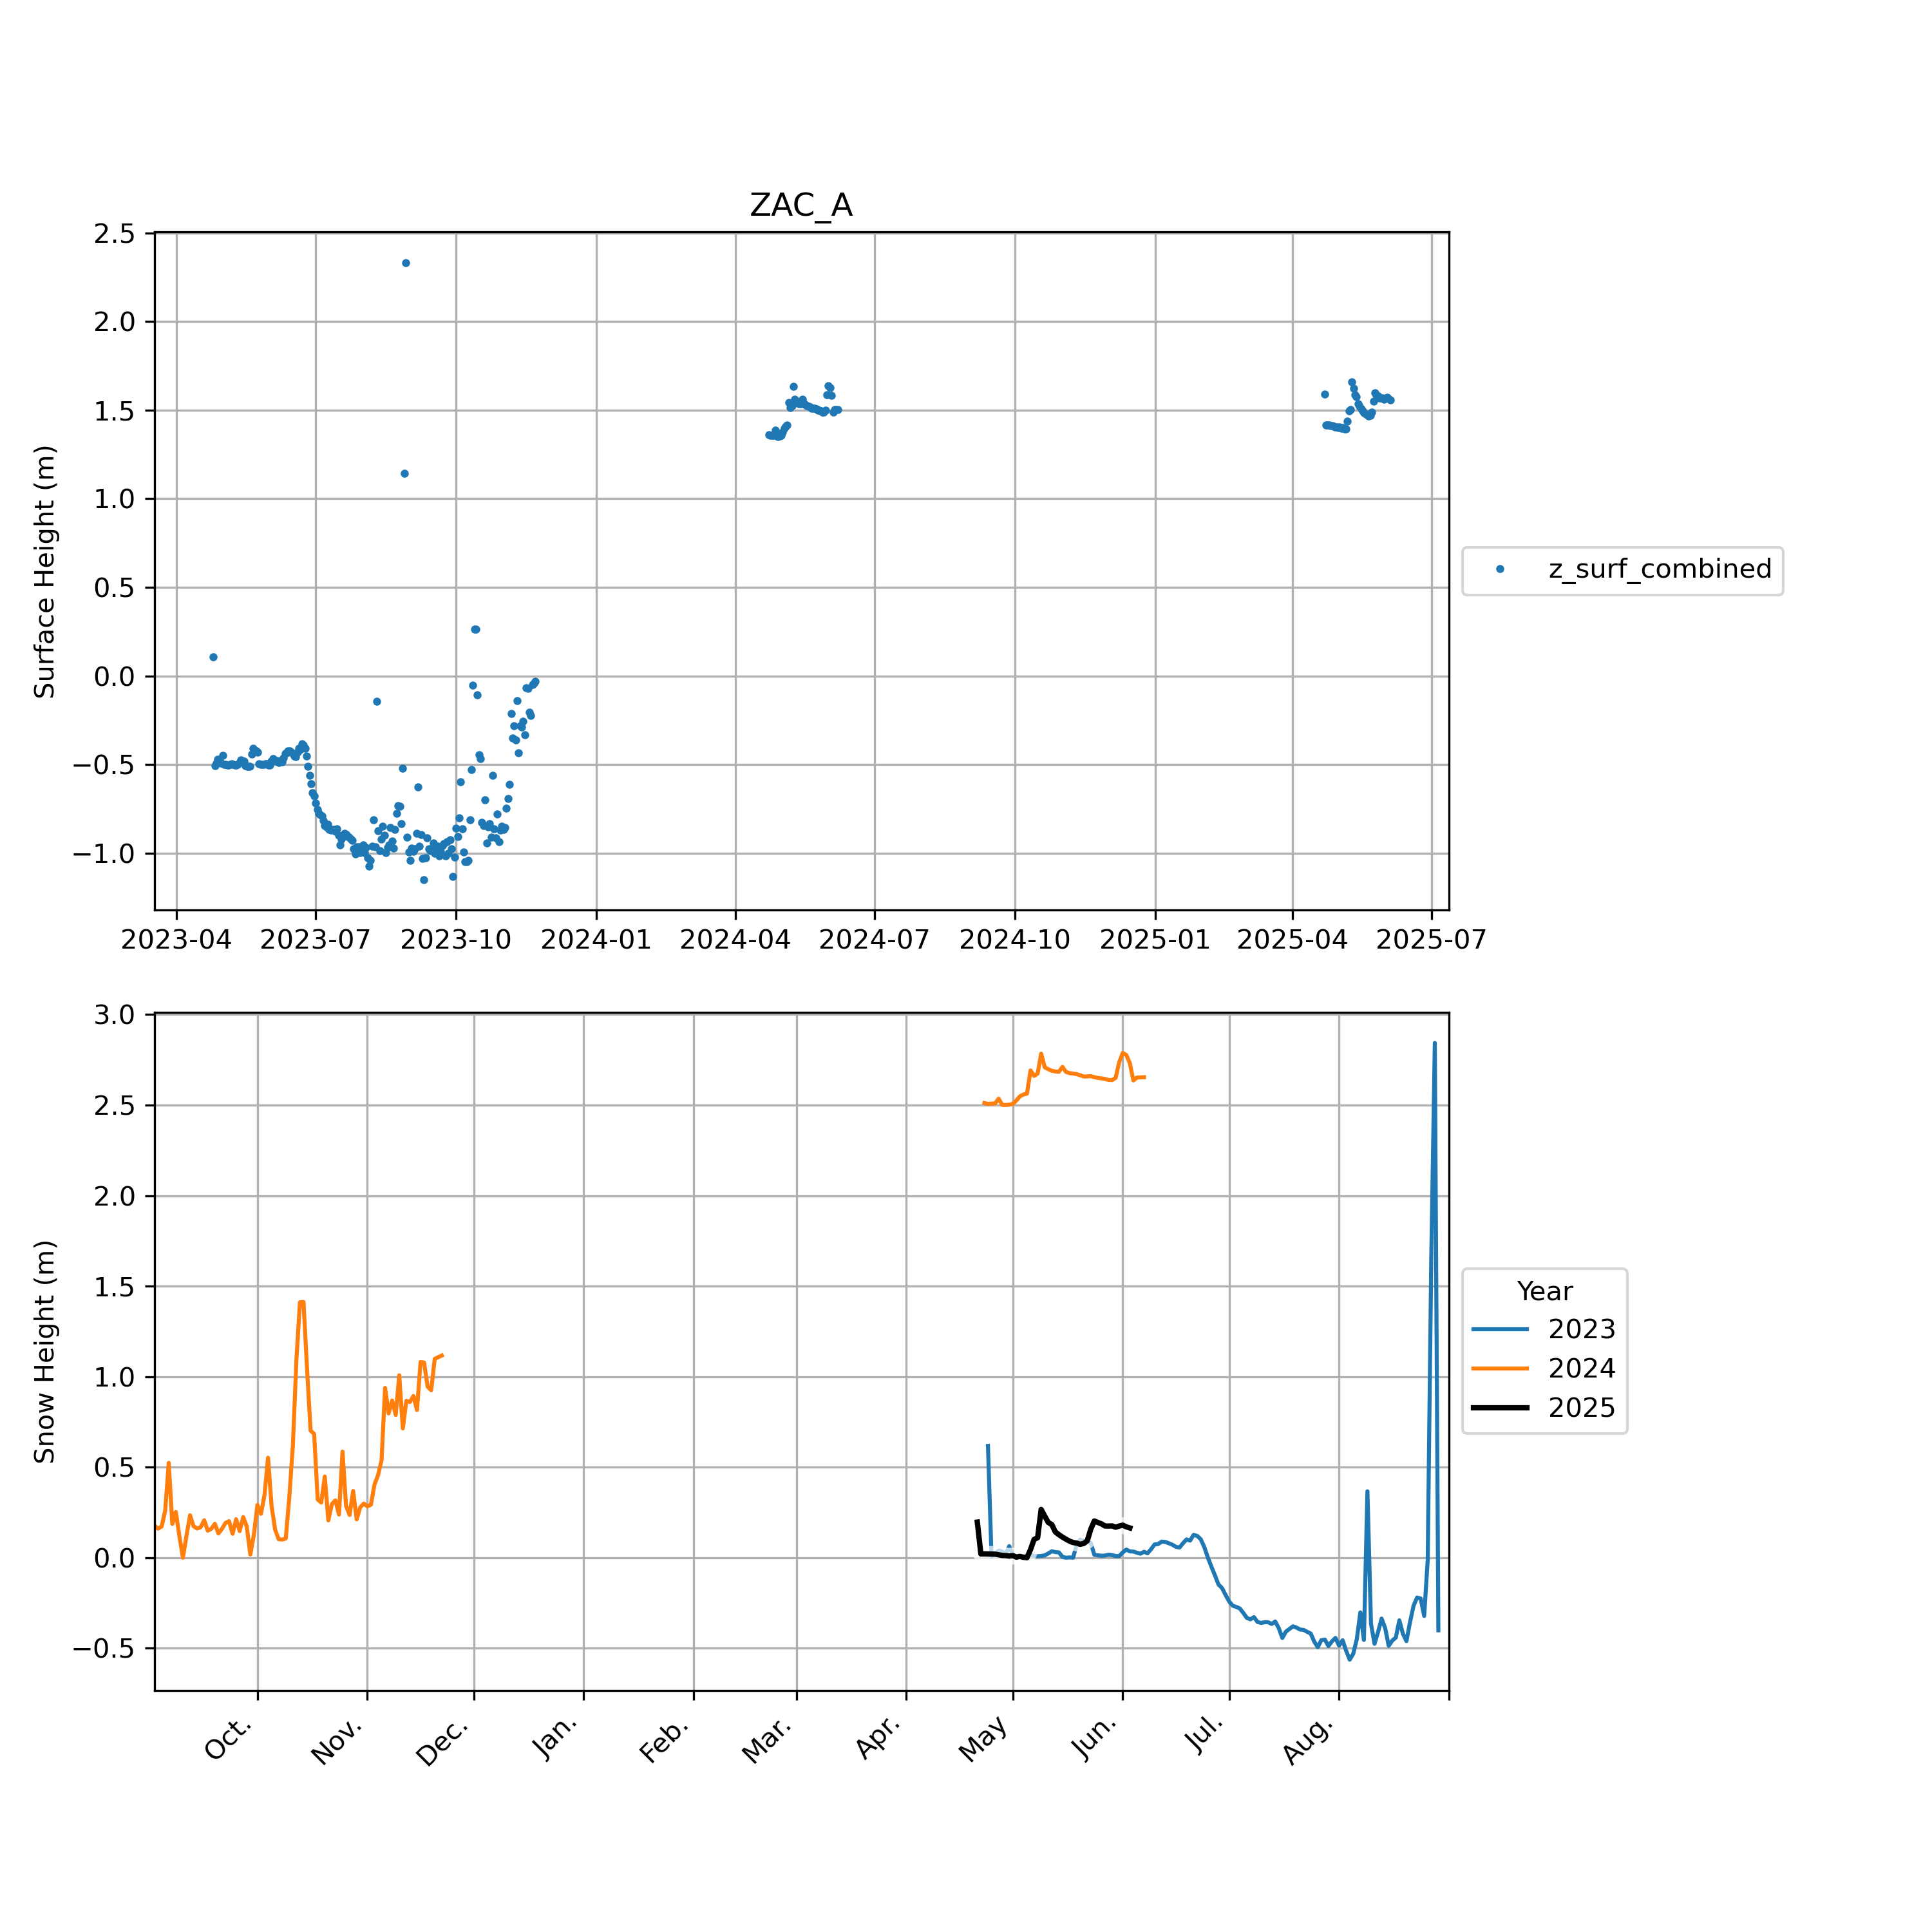 ZAC_A
Surface Height (m)
2.5
2.0
1.5
1.0
0.5
0.0
−0.5
−1.0
2023-04 2023-07 2023-10 2024-01 2024-04 2024-07 2024-10 2025-01 2025-04 2025-07
z_surf_combined
Snow Height (m)
3.0
2.5
2.0
1.5
1.0
0.5
0.0
−0.5
Oct. Nov. Dec. Jan. Feb. Mar. Apr. May Jun. Jul. Aug.
Year
2023
2024
2025